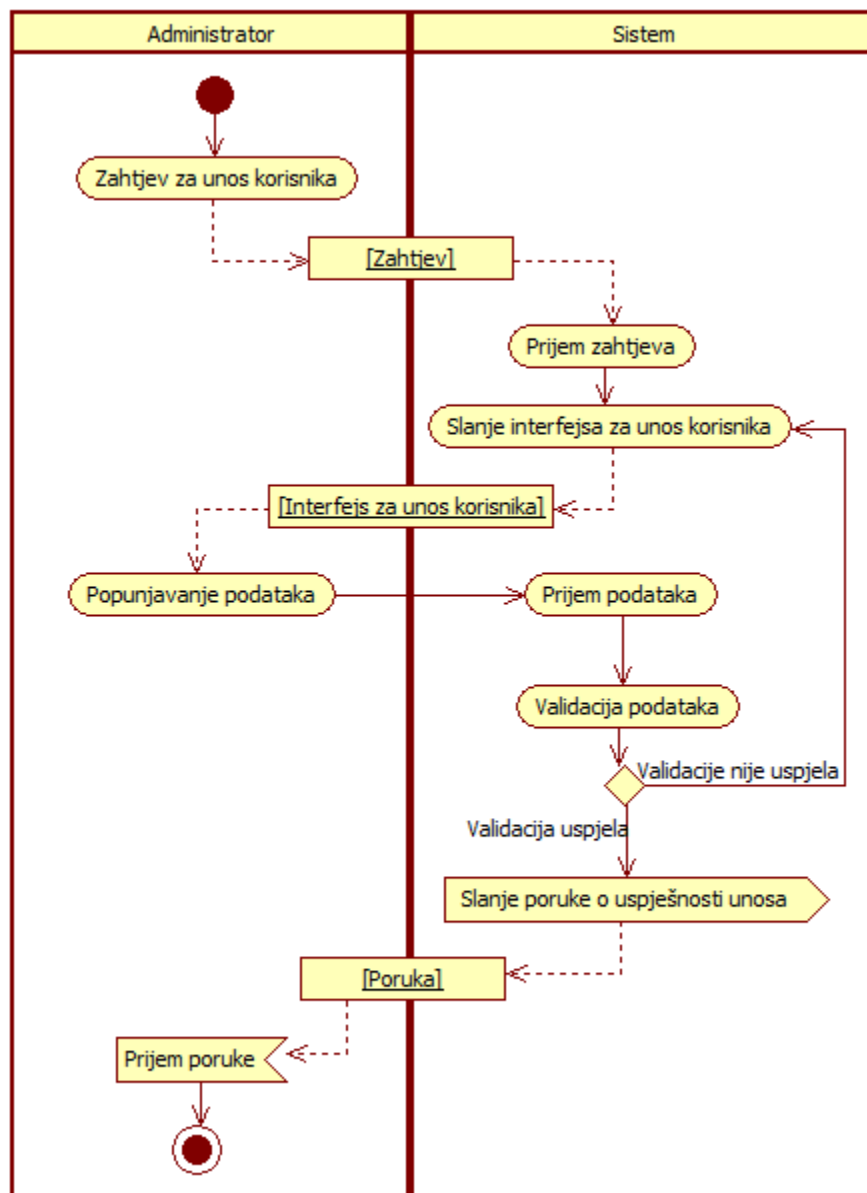 Administrator
Sistem
Zahtjev za unos korisnika
[Zahtjev]
Prijem zahtjeva
Slanje interfejsa za unos korisnika
[Interfejs za unos korisnika]
Popunjavanje podataka
Prijem podataka
Validacija podataka
Validacije nije uspjela
Validacija uspjela
Slanje poruke o uspješnosti unosa
[Poruka]
Prijem poruke